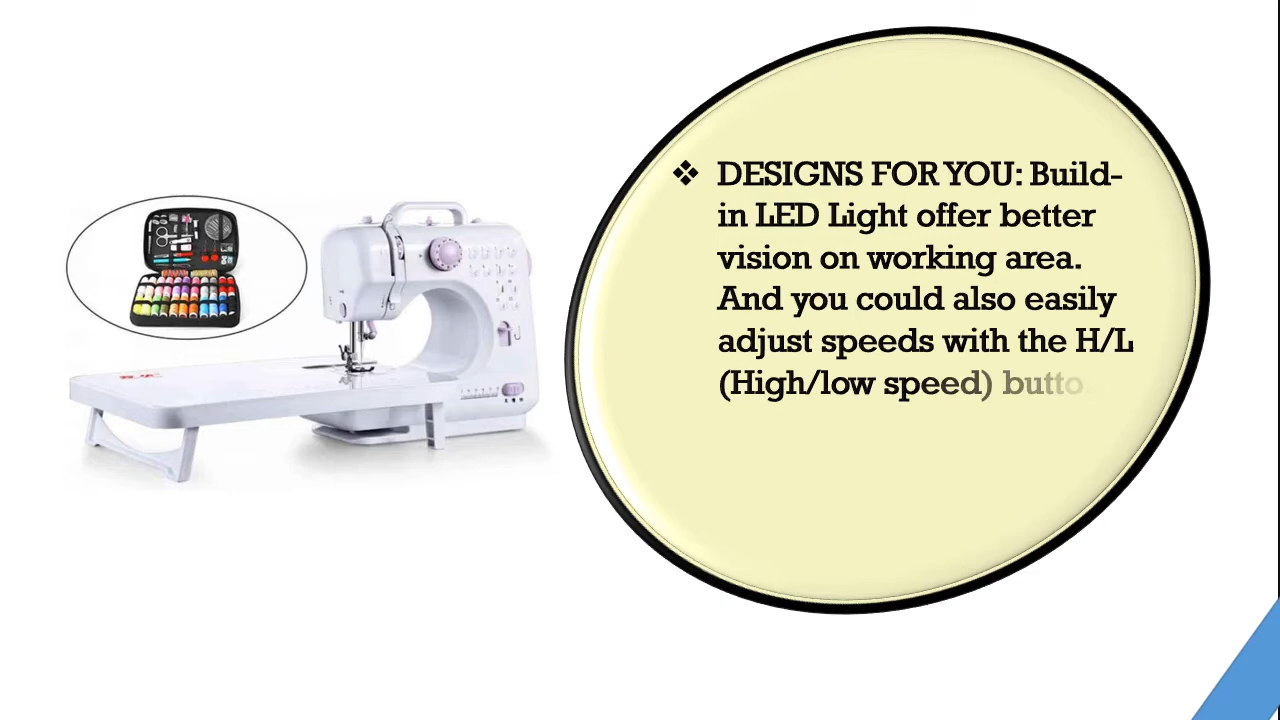 ❖ DESIGNS FOR YOU: Build-
in LED Light offer better
vision on working area.
And you could also easily
adjust speeds with the H/L
(High/low speed) butto